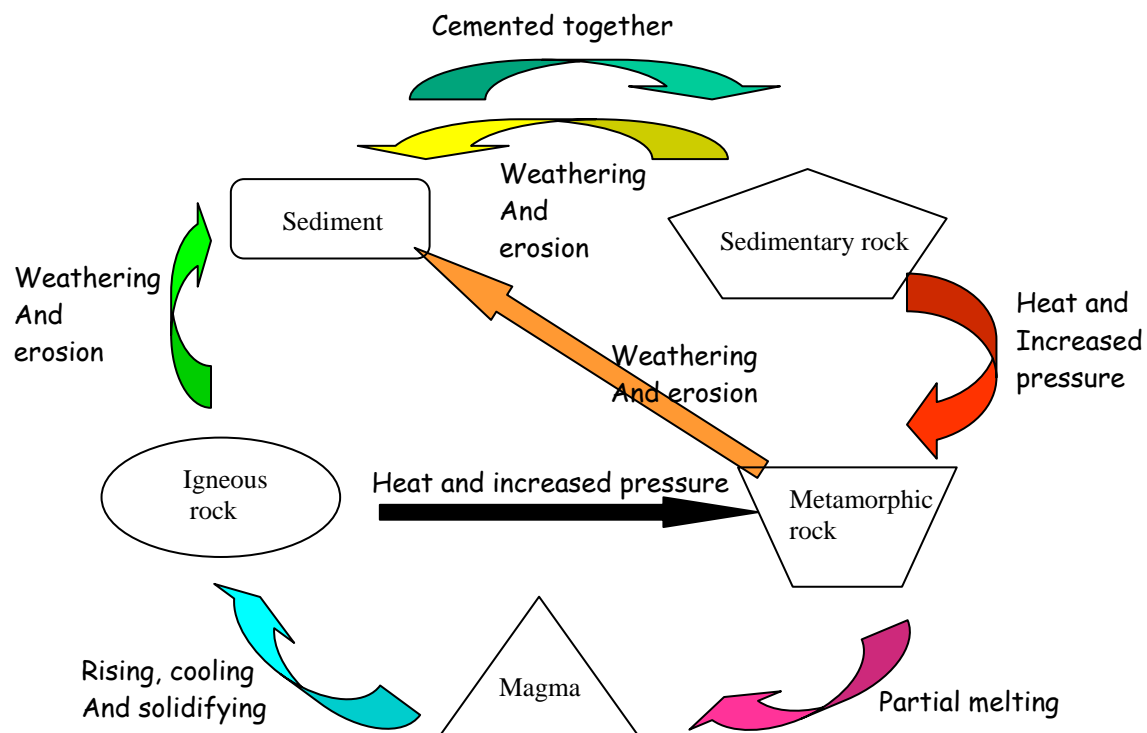 Cemented together
Weathering
And
erosion
Sediment
Sedimentary rock
Weathering
And
erosion
Heat and
Increased
pressure
Weathering
And erosion
Igneous
rock
Heat and increased pressure
Metamorphic
rock
Rising, cooling
And solidifying
Magma
Partial melting